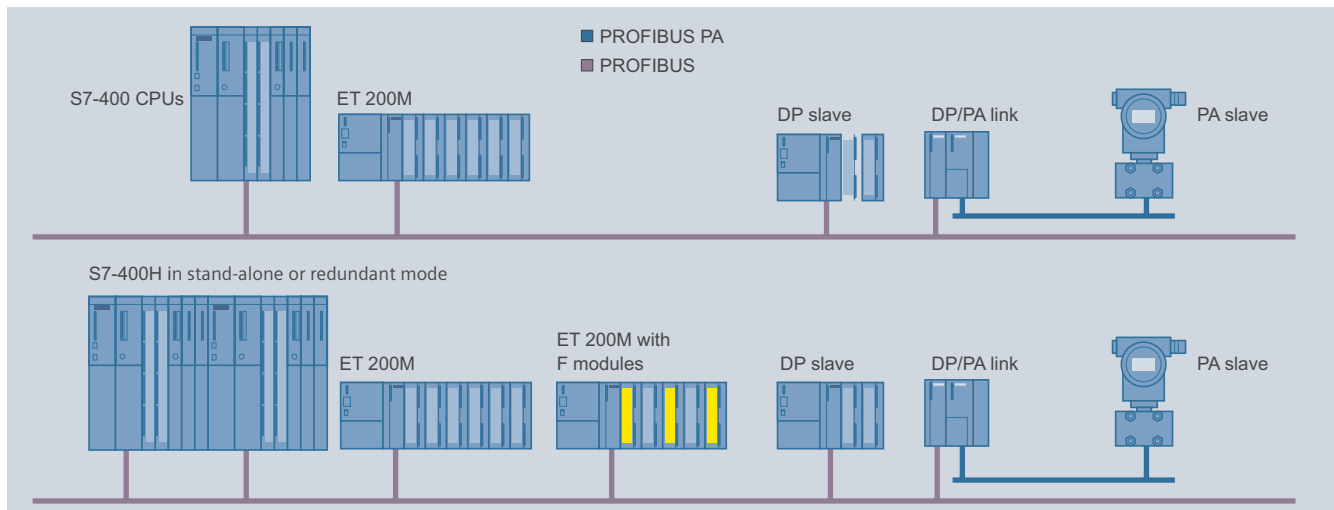 PROFIBUS PA
PROFIBUS
S7-400 CPUs
ET 200M
DP slave
DP/PA link
PA slave
S7-400H in stand-alone or redundant mode
ET 200M
ET 200M with
F modules
DP slave
DP/PA link
PA slave